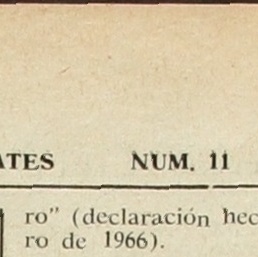 ATES NUM. 11
ro" (declaración hec
ro de 1966).